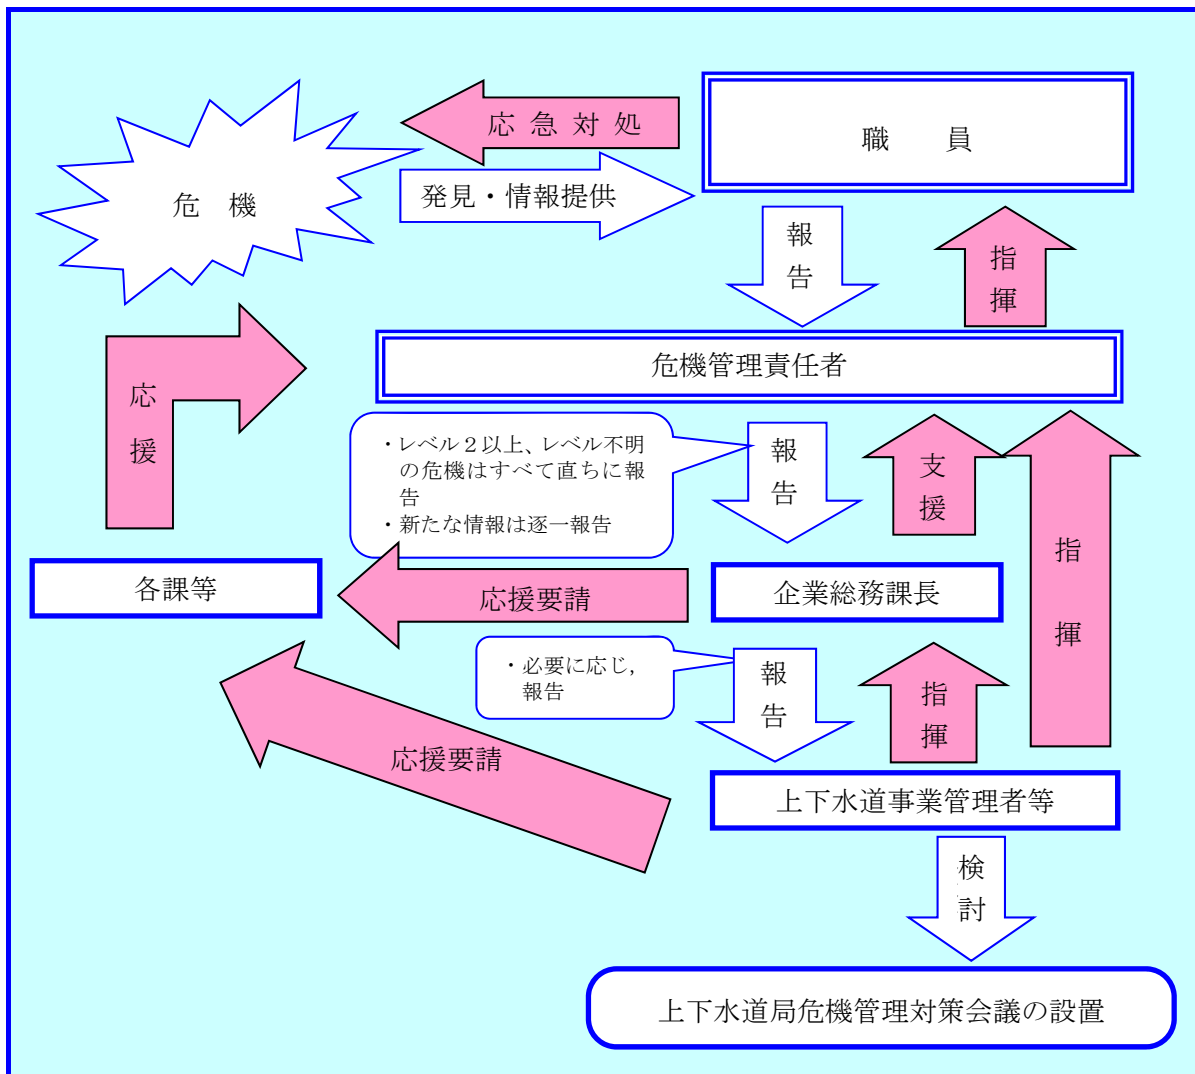 応 急 対 処
職　　員
危　機
発見・情報提供
報
告
指
揮
危機管理責任者
応
援
・レベル２以上、レベル不明
の危機はすべて直ちに報
告
・新たな情報は逐一報告
報
告
支
援
指
揮
各課等
応援要請
企業総務課長
・必要に応じ，
報告
報
告
指
揮
応援要請
上下水道事業管理者等
検
討
上下水道局危機管理対策会議の設置